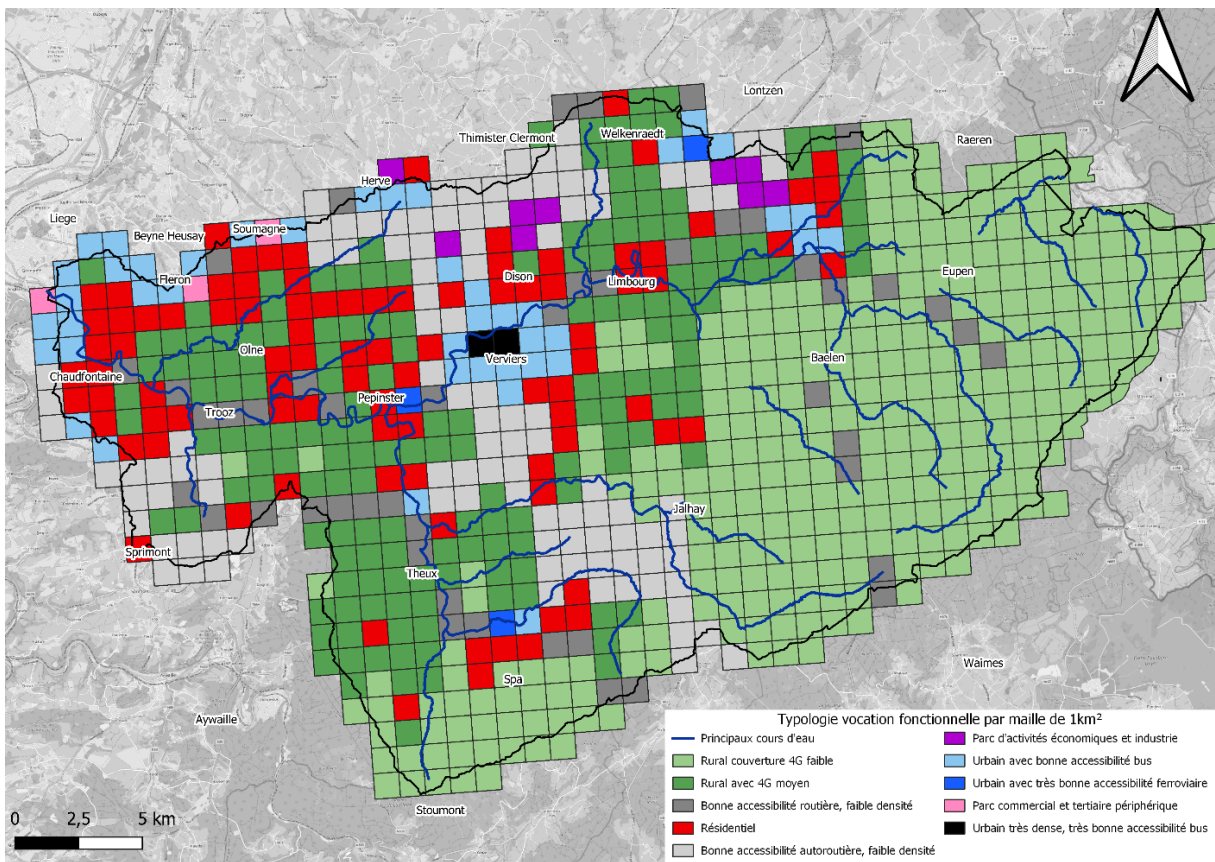 Lontzen
Raeren
Thimister Clermont
Welkenraedt
Herve
Liege
Soumagne
Beyne Heusay
Fleron
Eupen
Dison
Limbourg
Olne
Verviers
Baelen
Chaudfontaine
Pepinster
Trooz
Jalhay
Sprimont
Theux
Waimes
Spa
Aywaille
Stoumont
0 2,5 5 km
Typologie vocation fonctionnelle par maille de 1km²
Principaux cours d'eau
Rural couverture 4G faible
Rural avec 4G moyen
Bonne accessibilité routière, faible densité
Résidentiel
Bonne accessibilité autoroutière, faible densité
Parc d'activités économiques et industrie
Urbain avec bonne accessibilité bus
Urbain avec très bonne accessibilité ferroviaire
Parc commercial et tertiaire périphérique
Urbain très dense, très bonne accessibilité bus